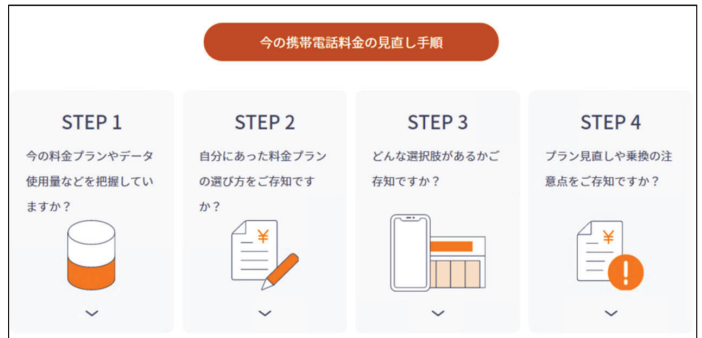 今の携帯電話料金の見直し手順
STEP 1
今の料金プランやデータ
使用量などを把握してい
ますか？
STEP 2
自分にあった料金プラン
の選び方をご存知です
か？
¥
STEP 3
どんな選択肢があるかご
存知ですか？
STEP 4
プラン見直しや乗換の注
意点をご存知ですか？
¥
!